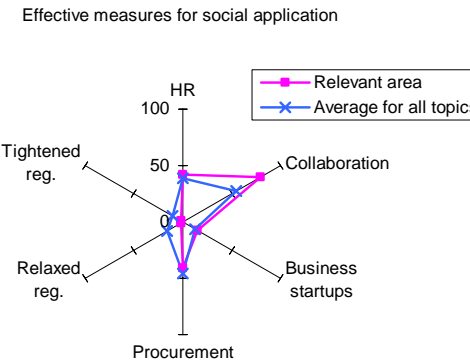 Effective measures for social application
Relevant area
Average for all topics
HR
100
50
0
Tightened
reg.
Collaboration
Relaxed
reg.
Business
startups
Procurement